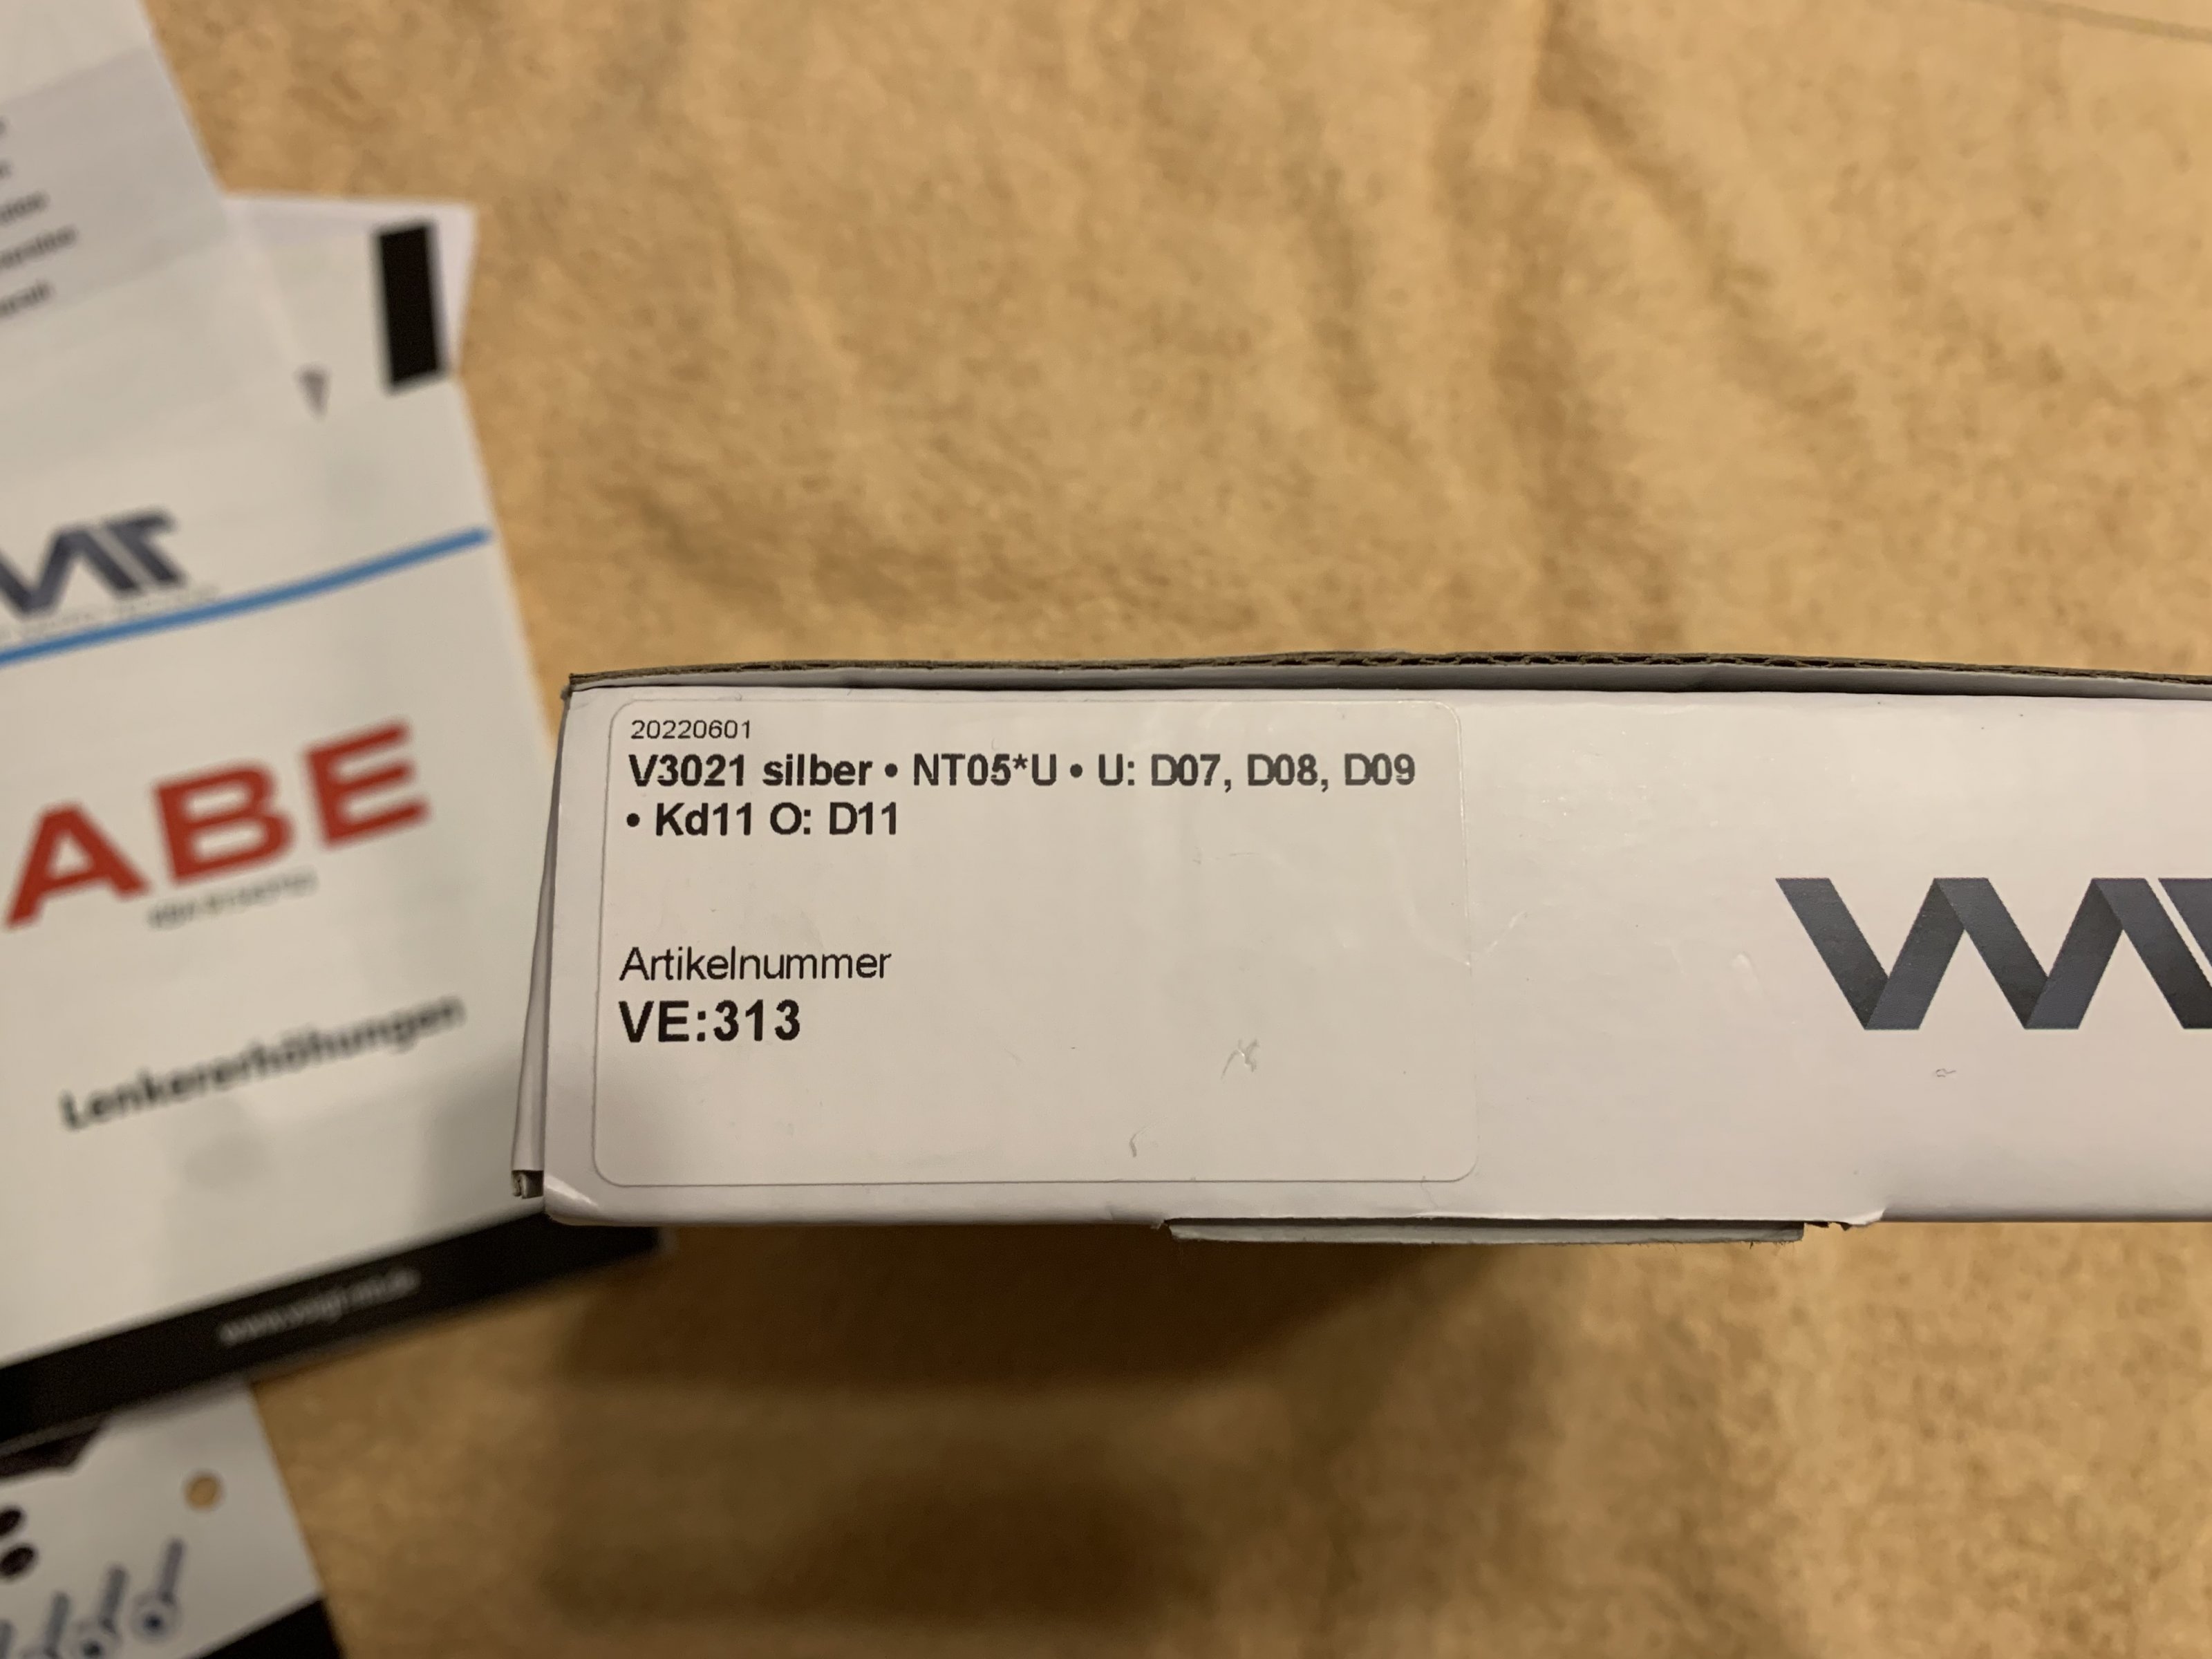 20220601
V3021 silber • NT05*U • U: D07, D08, D09
• Kd11 O: D11
Artikelnummer
VE:313
ABE
Lenkererhöhungen